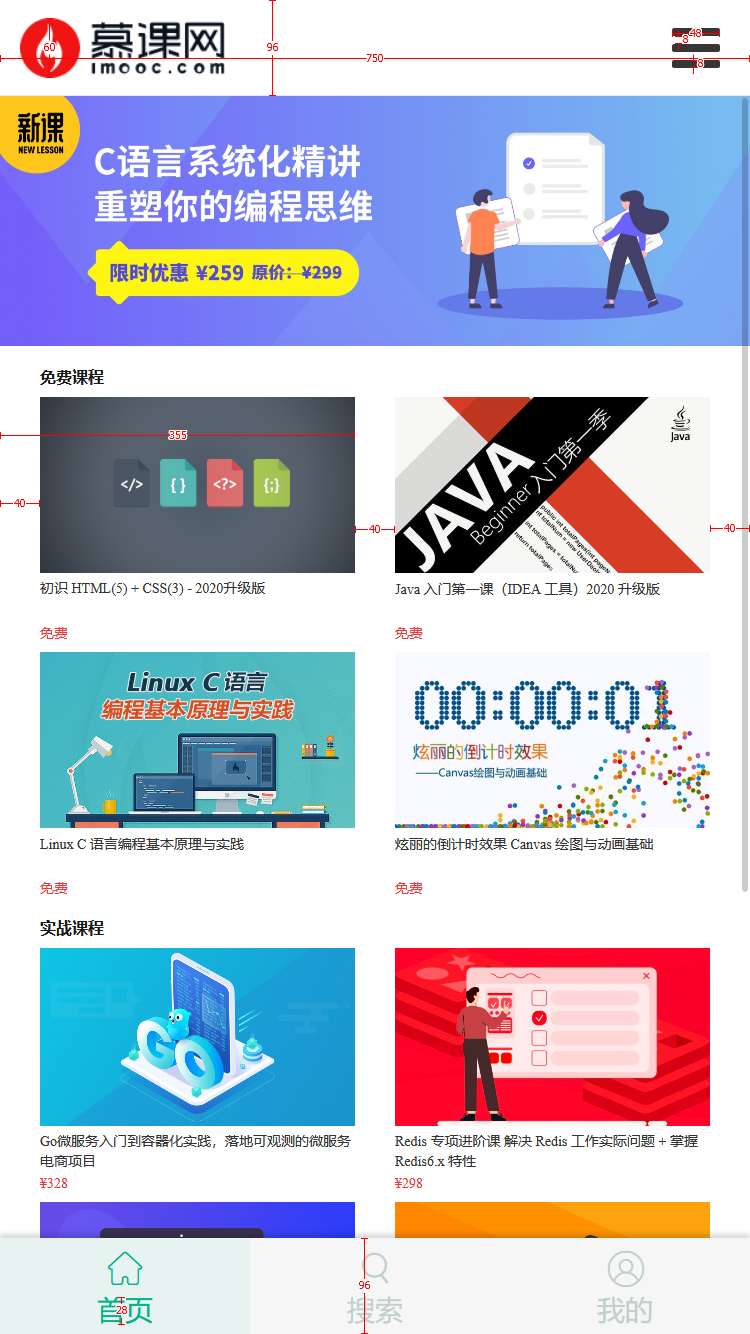 慕课网
imooc.com
60
96
750
48
8
8
新课
NEW LESSON
C语言系统化精讲
重塑你的编程思维
限时优惠 ¥259 原价：¥299
免费课程
355
40
40
40
</>
{ }
<?>
{;}
JAVA
Beginner 入门第一季
Java
public int totalPages(int pageN
int totalPages = totalNum
return totalPage
初识 HTML(5) + CSS(3) - 2020升级版
Java 入门第一课（IDEA 工具）2020 升级版
免费
免费
Linux C 语言
编程基本原理与实践
00:00:01
炫丽的倒计时效果
——Canvas绘图与动画基础
Linux C 语言编程基本原理与实践
炫丽的倒计时效果 Canvas 绘图与动画基础
免费
免费
实战课程
GO
Go微服务入门到容器化实践，落地可观测的微服务
电商项目
¥328
Redis 专项进阶课 解决 Redis 工作实际问题 + 掌握
Redis6.x 特性
¥298
96
28
首页
搜索
我的